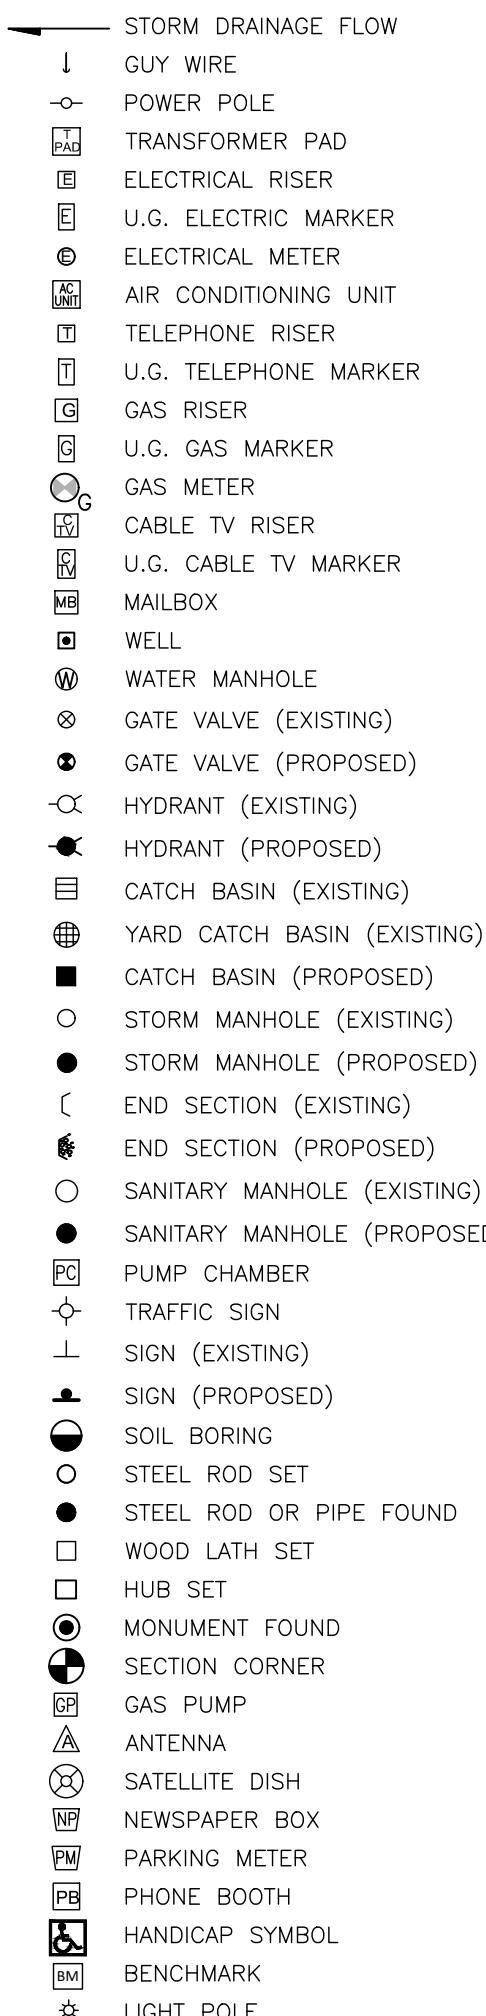 STORM DRAINAGE FLOW
GUY WIRE
POWER POLE
T PAD TRANSFORMER PAD
E ELECTRICAL RISER
E U.G. ELECTRIC MARKER
E ELECTRICAL METER
AC UNIT AIR CONDITIONING UNIT
T TELEPHONE RISER
T U.G. TELEPHONE MARKER
G GAS RISER
G U.G. GAS MARKER
G GAS METER
C TV CABLE TV RISER
C TV U.G. CABLE TV MARKER
MB MAILBOX
WELL
W WATER MANHOLE
GATE VALVE (EXISTING)
GATE VALVE (PROPOSED)
HYDRANT (EXISTING)
HYDRANT (PROPOSED)
CATCH BASIN (EXISTING)
YARD CATCH BASIN (EXISTING)
CATCH BASIN (PROPOSED)
STORM MANHOLE (EXISTING)
STORM MANHOLE (PROPOSED)
END SECTION (EXISTING)
END SECTION (PROPOSED)
SANITARY MANHOLE (EXISTING)
SANITARY MANHOLE (PROPOSED
PC PUMP CHAMBER
TRAFFIC SIGN
SIGN (EXISTING)
SIGN (PROPOSED)
SOIL BORING
STEEL ROD SET
STEEL ROD OR PIPE FOUND
WOOD LATH SET
HUB SET
MONUMENT FOUND
SECTION CORNER
GP GAS PUMP
A ANTENNA
SATELLITE DISH
NP NEWSPAPER BOX
PM PARKING METER
PB PHONE BOOTH
HANDICAP SYMBOL
BM BENCHMARK
LIGHT POLE